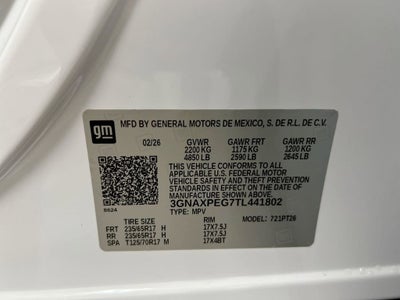 gm
MFD BY GENERAL MOTORS DE MEXICO, S. DE R.L. DE C.V.
02/26 GVWR GAWR FRT GAWR RR
2200 KG 1175 KG 1200 KG
4850 LB 2590 LB 2645 LB
THIS VEHICLE CONFORMS TO ALL
APPLICABLE U.S. FEDERAL MOTOR
VEHICLE SAFETY AND THEFT PREVENTION
STANDARDS IN EFFECT ON THE DATE OF
MANUFACTURE SHOWN ABOVE.
3GNAXPEG7TL441802
6624 TYPE: MPV MODEL: 721PT26
TIRE SIZE RIM
FRT 235/65R17 H 17X7.5J
RR 235/65R17 H 17X7.5J
SPA T125/70R17 M 17X4BT